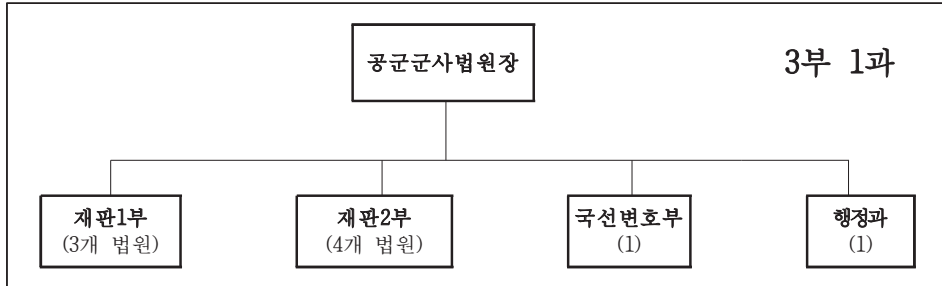 공군군사법원장
3부 1과
재판1부
(3개 법원)
재판2부
(4개 법원)
국선변호부
(1)
행정과
(1)